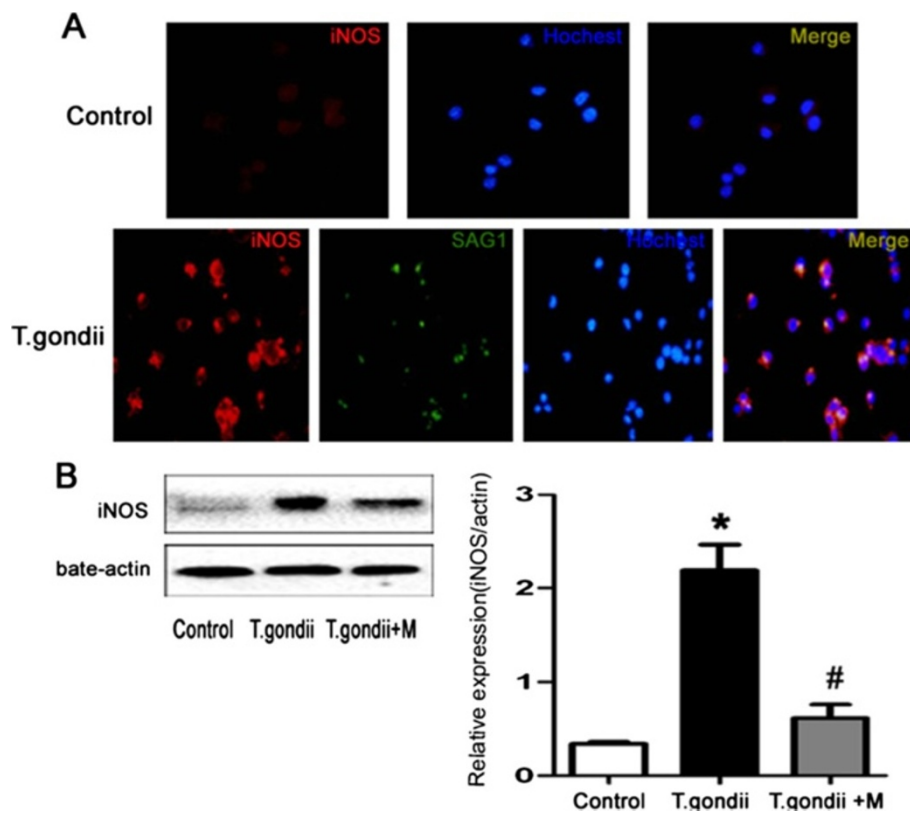 A
iNOS
Hochest
Merge
Control
iNOS
SAG1
Hochest
Merge
T.gondii
B
iNOS
bate-actin
Control T.gondii T.gondii+M
Relative expression(iNOS/actin)
3
2
1
0
*
#
Control T.gondii T.gondii +M